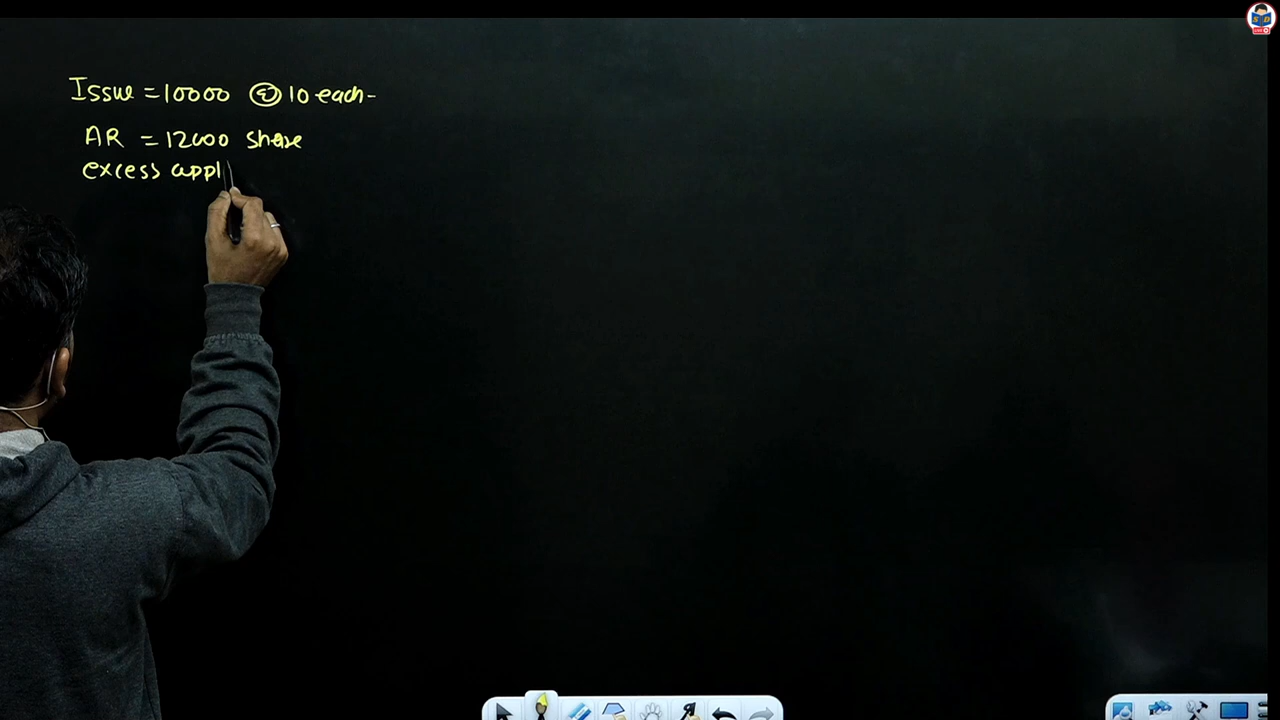 Issue = 10000 @ 10 each-
AR = 12000 share
excess appl